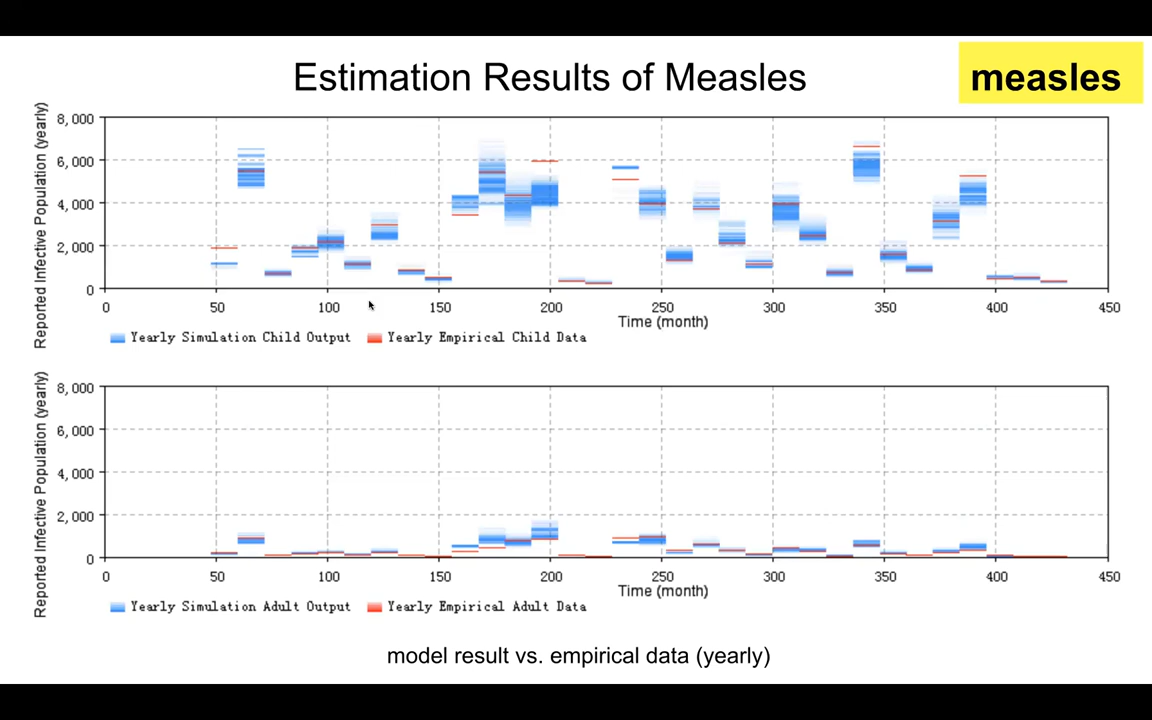 Estimation Results of Measles
measles
Reported Infective Population (yearly)
8,000
6,000
4,000
2,000
0
0 50 100 150 200 250 300 350 400 450
Time (month)
Yearly Simulation Child Output Yearly Empirical Child Data
Reported Infective Population (yearly)
8,000
6,000
4,000
2,000
0
0 50 100 150 200 250 300 350 400 450
Time (month)
Yearly Simulation Adult Output Yearly Empirical Adult Data
model result vs. empirical data (yearly)